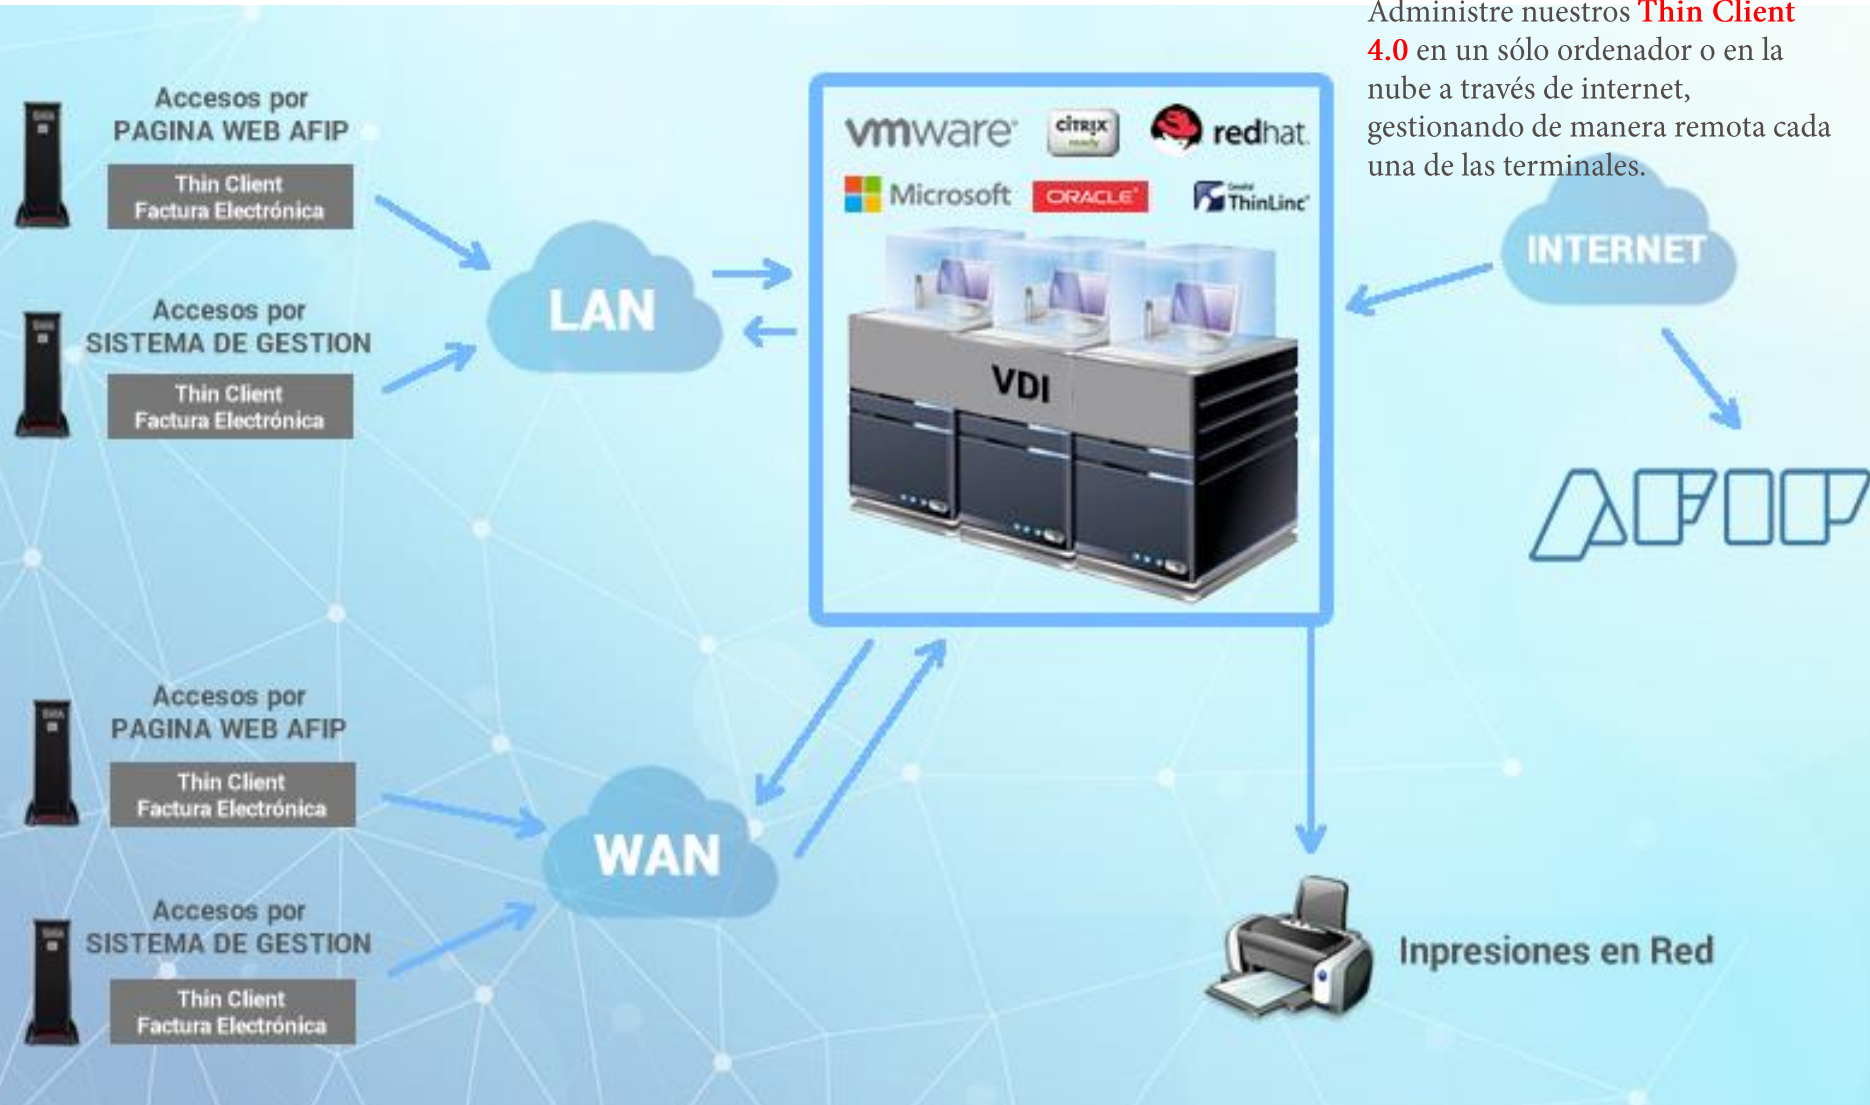 Administre nuestros Thin Client
4.0 en un sólo ordenador o en la
nube a través de internet,
gestionando de manera remota cada
una de las terminales.
Accesos por
PAGINA WEB AFIP
Thin Client
Factura Electrónica
Accesos por
SISTEMA DE GESTION
Thin Client
Factura Electrónica
LAN
vmware
CITRIX
ready
redhat.
Microsoft
ORACLE
ThinLinc
VDI
INTERNET
AFIP
Accesos por
PAGINA WEB AFIP
Thin Client
Factura Electrónica
Accesos por
SISTEMA DE GESTION
Thin Client
Factura Electrónica
WAN
Inpresiones en Red